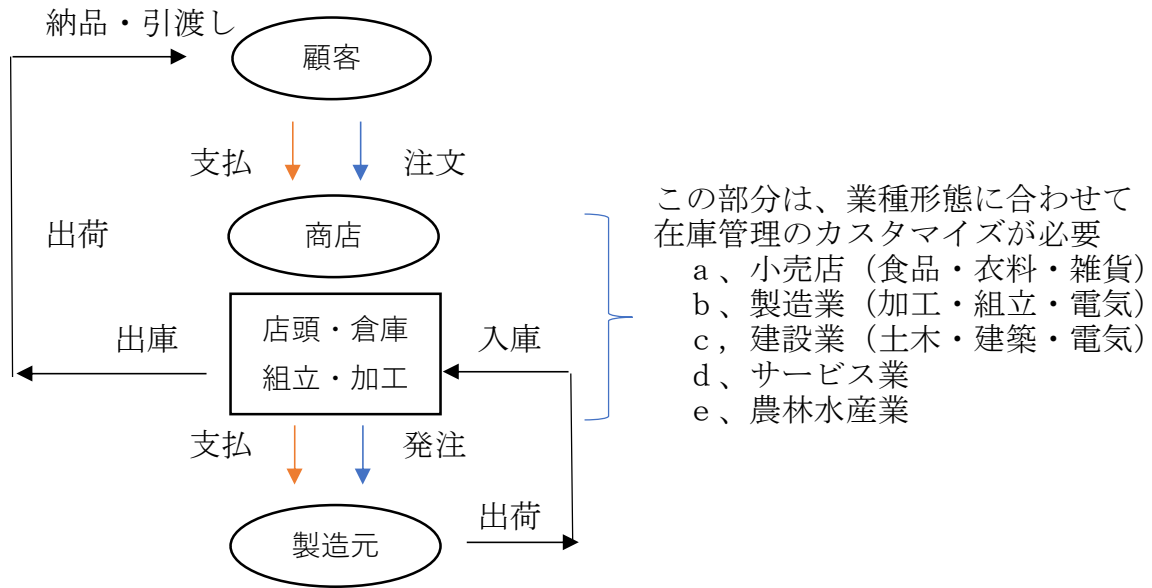 納品・引渡し
顧客
支払
注文
出荷
商店
この部分は、業種形態に合わせて
在庫管理のカスタマイズが必要
ａ、小売店（食品・衣料・雑貨）
ｂ、製造業（加工・組立・電気）
ｃ，建設業（土木・建築・電気）
ｄ、サービス業
ｅ、農林水産業
出庫
店頭・倉庫
組立・加工
入庫
支払
発注
製造元
出荷